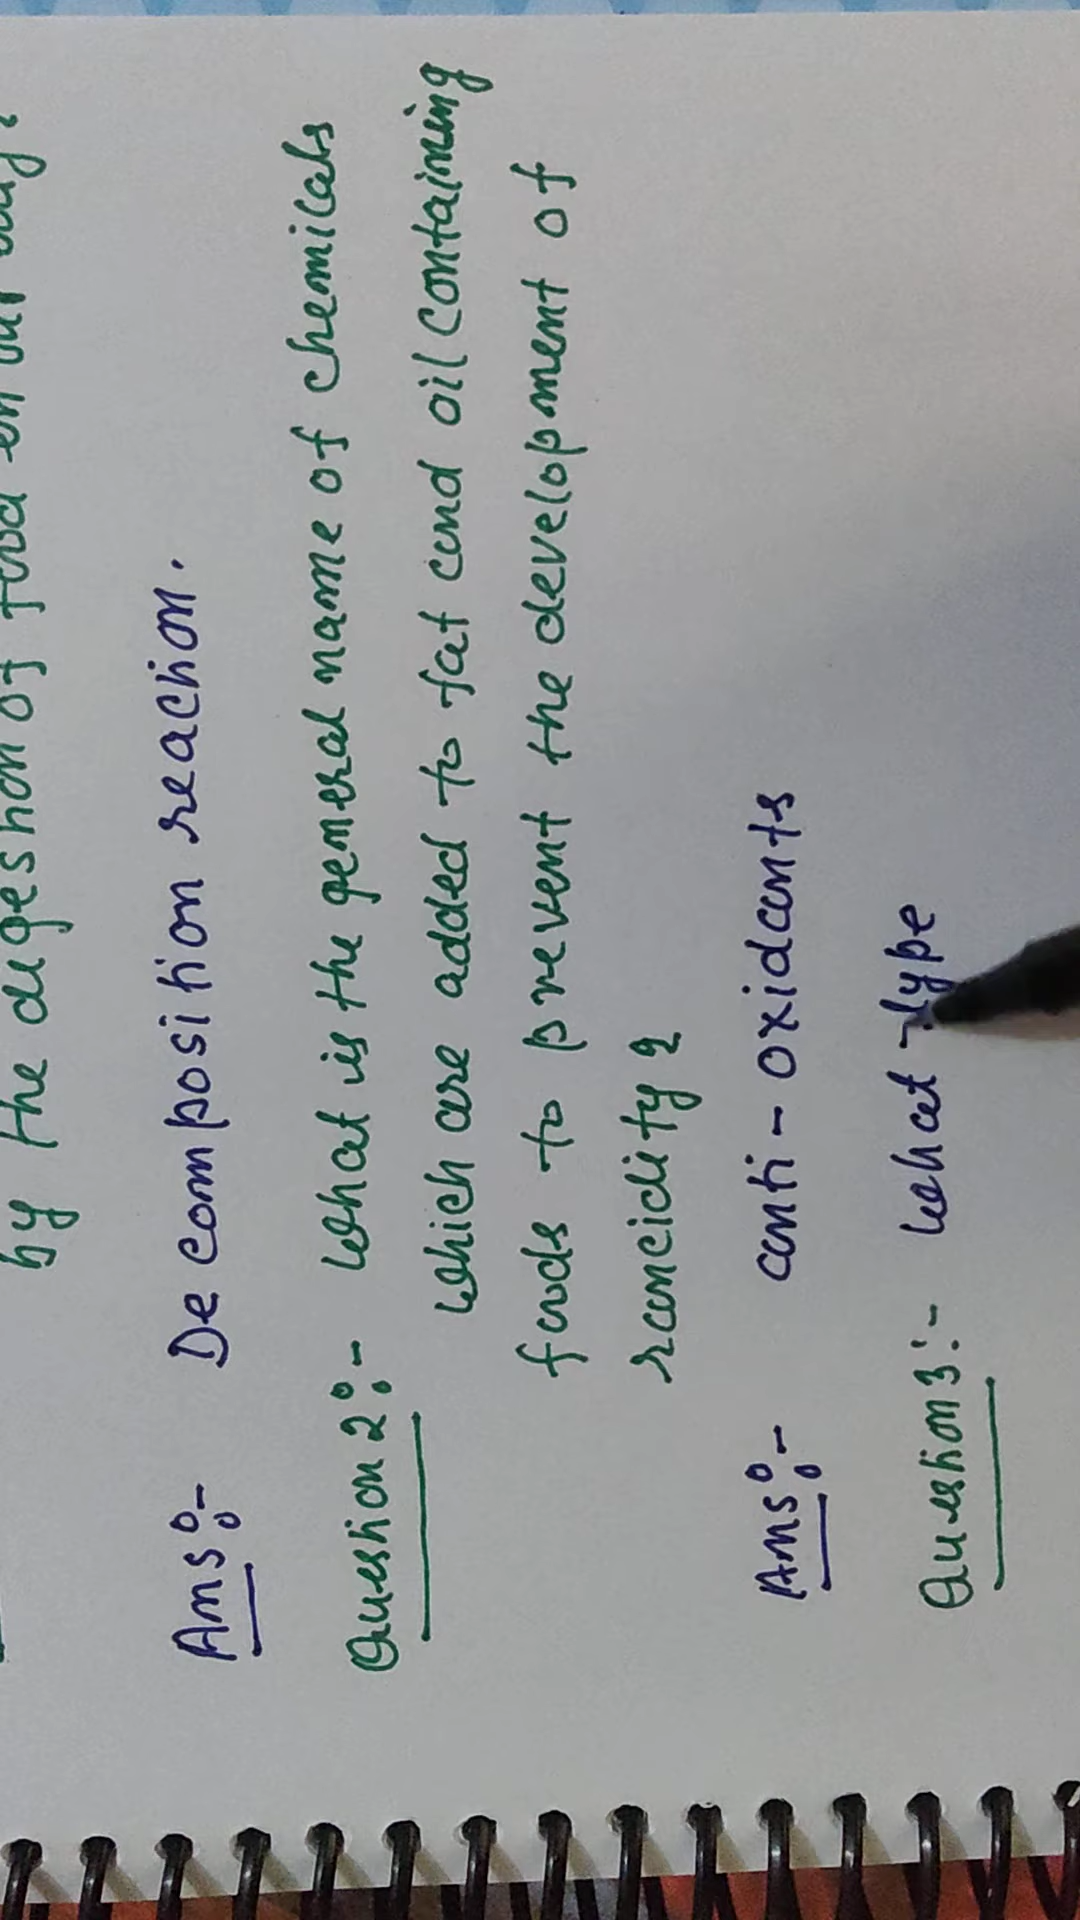 by the digestion of food in our body?
Ans:- Decomposition reaction.
Question 2:- What is the general name of chemicals
which are added to fat and oil containing
foods to prevent the development of
rancidity?
Ans:- anti-oxidants
Question 3:- What type